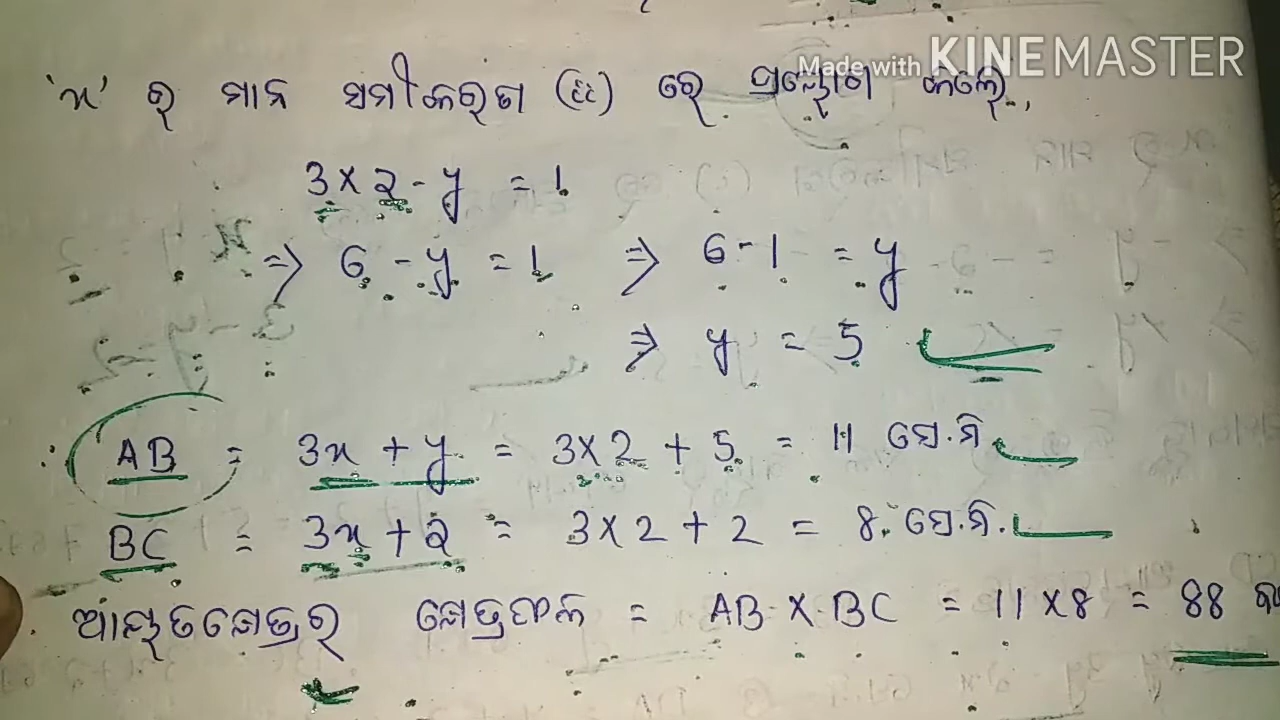 Made with KINEMASTER
'x' ର ମାନ ସମୀକରଣ (ii) ରେ ପ୍ରୟୋଗ କଲେ,
3 × 2 - y = 1
⇒ 6 - y = 1 ⇒ 6 - 1 = y
⇒ y = 5
∴ AB = 3x + y = 3 × 2 + 5 = 11 ସେ.ମି
BC = 3x + 2 = 3 × 2 + 2 = 8 ସେ.ମି.
ଆୟତକ୍ଷେତ୍ରର କ୍ଷେତ୍ରଫଳ = AB × BC = 11 × 8 = 88